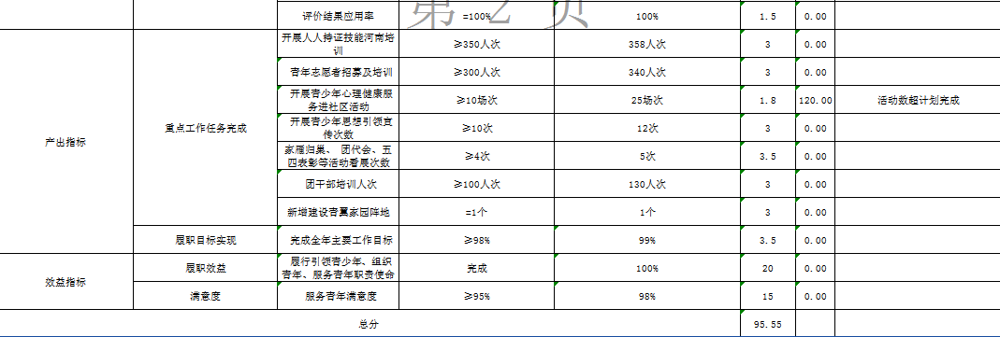 第 2 页
评价结果应用率 =100% 100% 1.5 0.00
开展人人持证技能河南培
训 ≥350人次 358人次 3 0.00
青年志愿者招募及培训 ≥300人次 340人次 3 0.00
开展青少年心理健康服
务进社区活动 ≥10场次 25场次 1.8 120.00 活动数超计划完成
产出指标 重点工作任务完成 开展青少年思想引领宣
传次数 ≥10次 12次 3 0.00
家雁归巢、 团代会、五
四表彰等活动看展次数 ≥4次 5次 3.5 0.00
团干部培训人次 ≥100人次 130人次 3 0.00
新增建设青翼家园阵地 =1个 1个 3 0.00
履职目标实现 完成全年主要工作目标 ≥98% 99% 3.5 0.00
效益指标 履职效益 履行引领青少年、组织
青年、服务青年职责使命 完成 100% 20 0.00
满意度 服务青年满意度 ≥95% 98% 15 0.00
总分 95.55